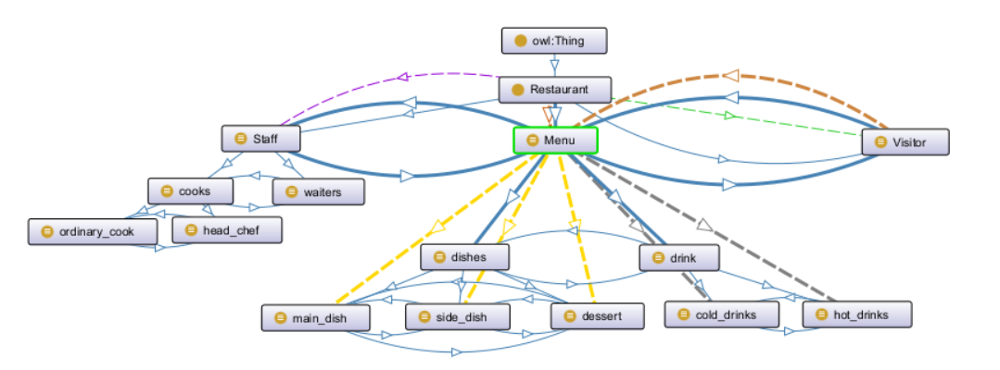 owl:Thing
Restaurant
Staff
Menu
Visitor
cooks
waiters
ordinary_cook
head_chef
dishes
drink
main_dish
side_dish
dessert
cold_drinks
hot_drinks